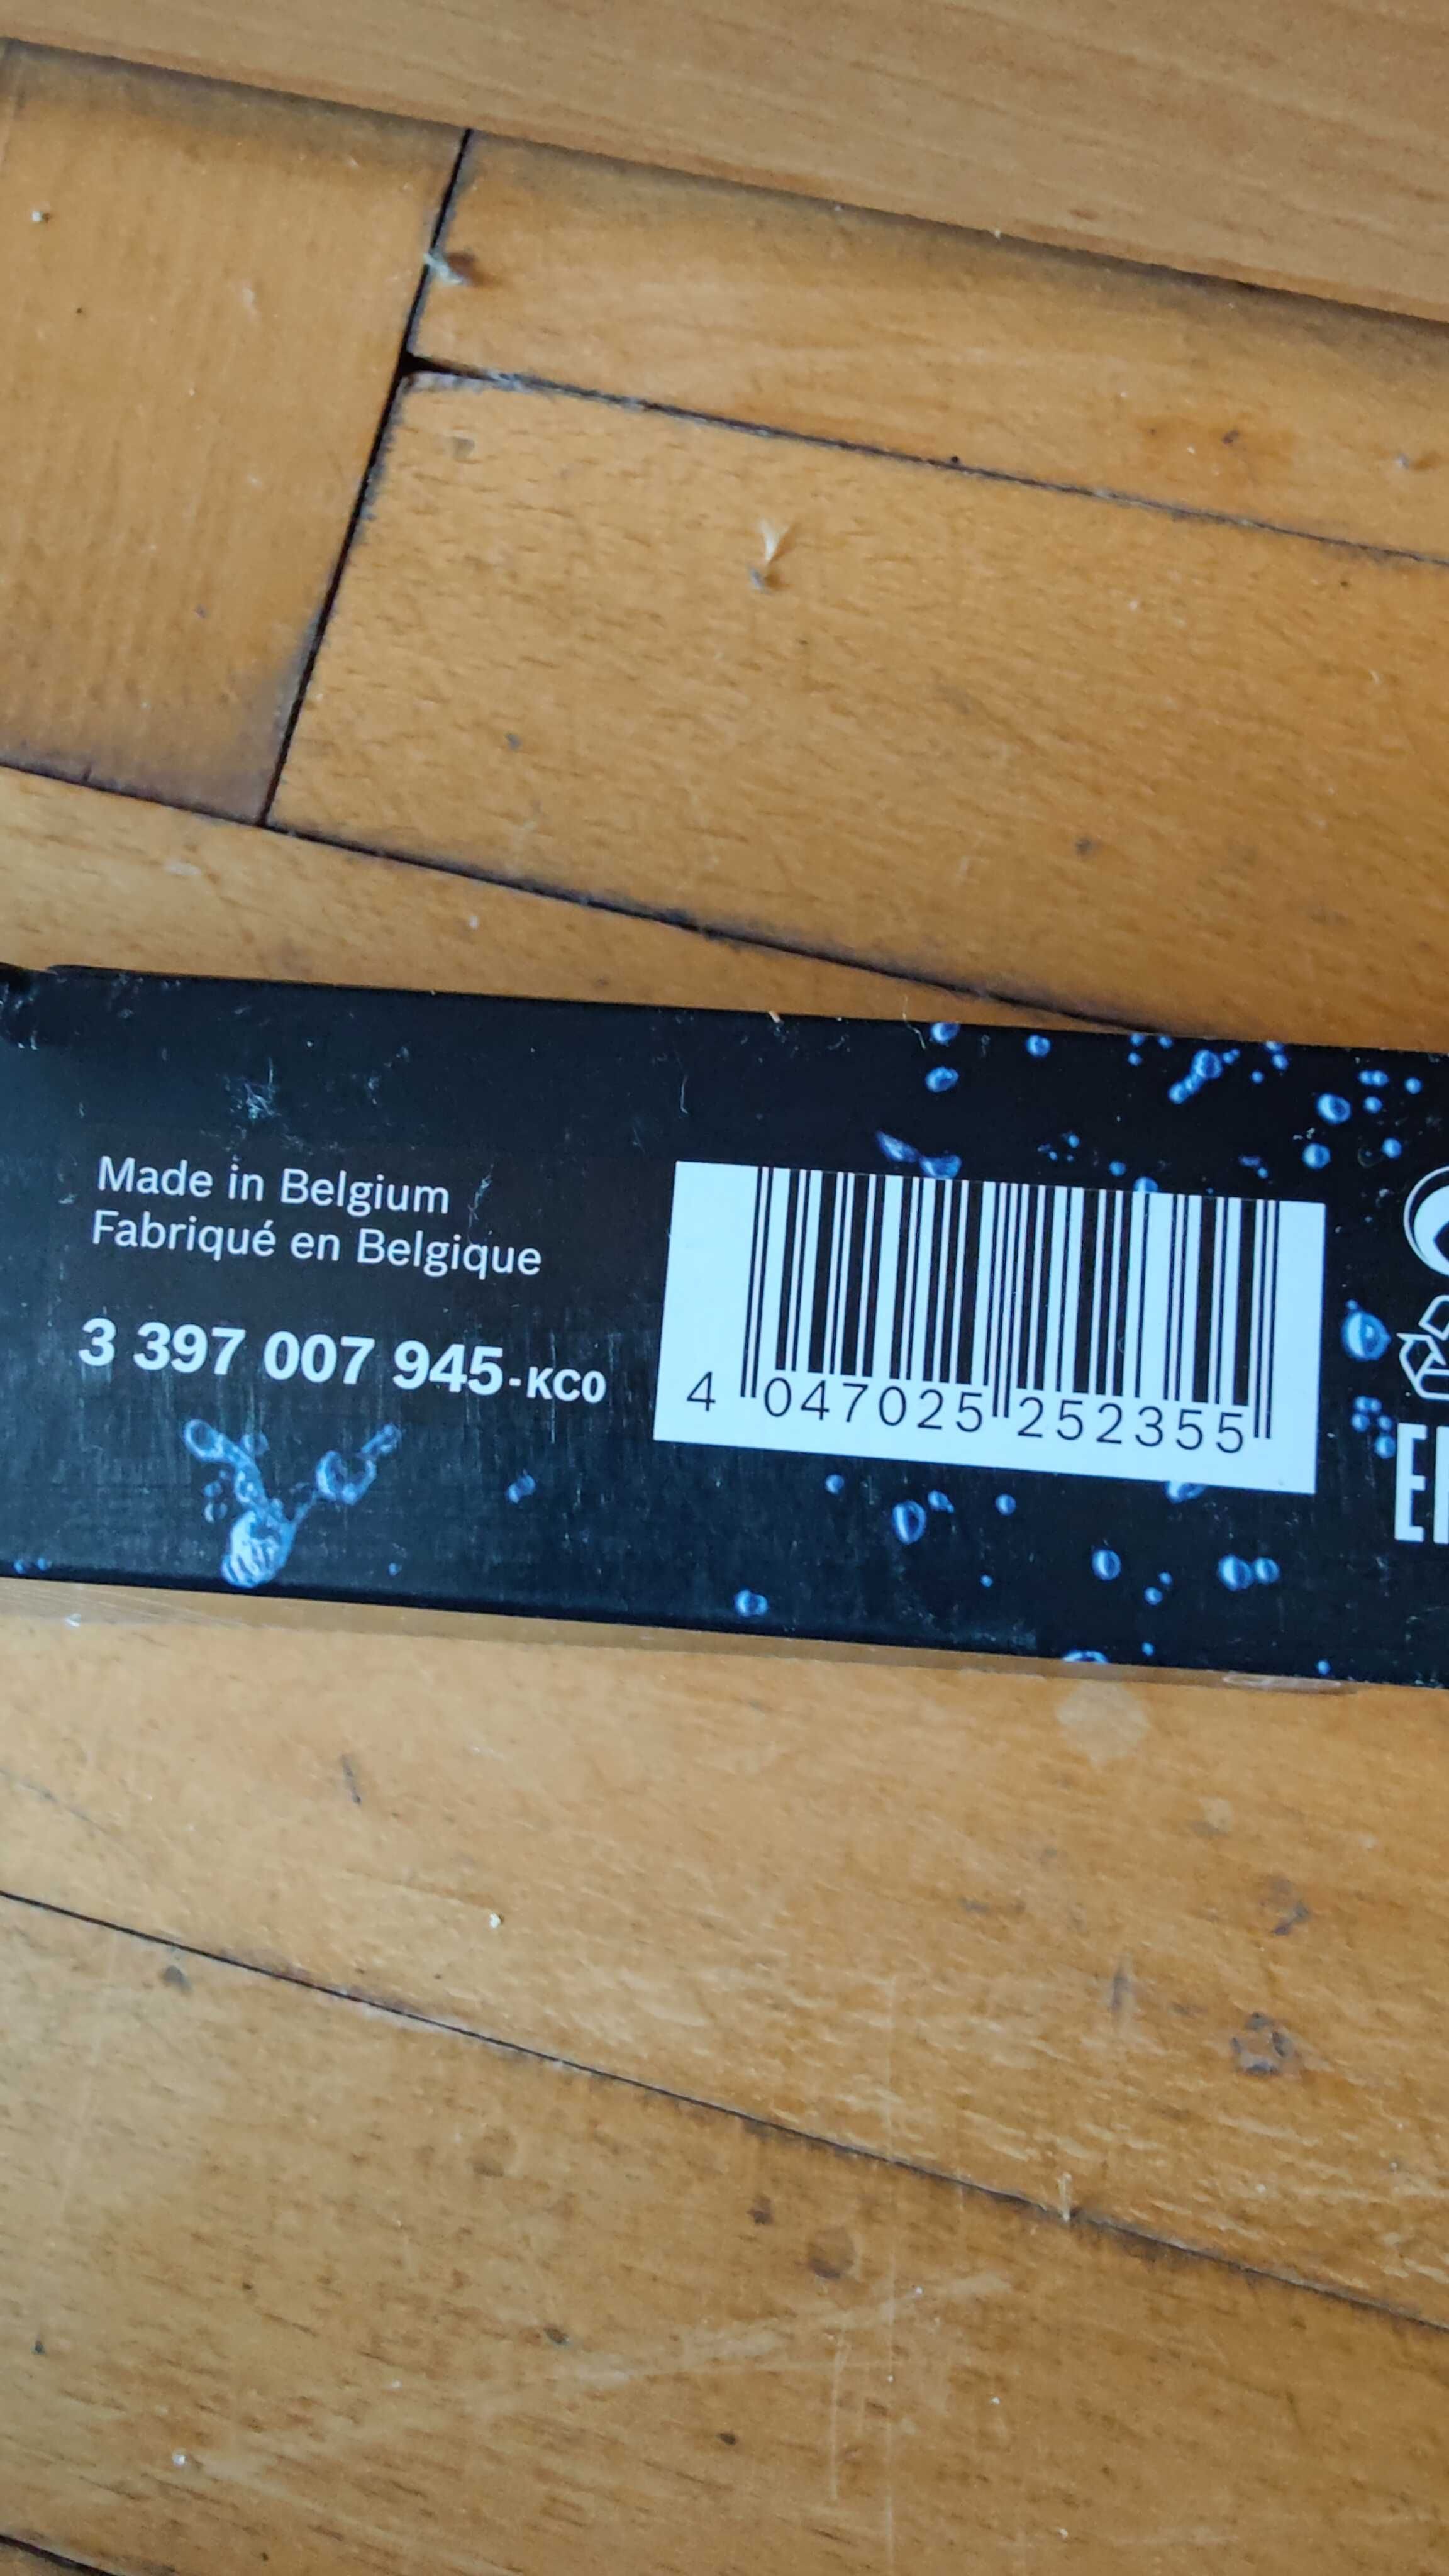 Made in Belgium
Fabriqué en Belgique
3 397 007 945-KC0
4 047025 252355